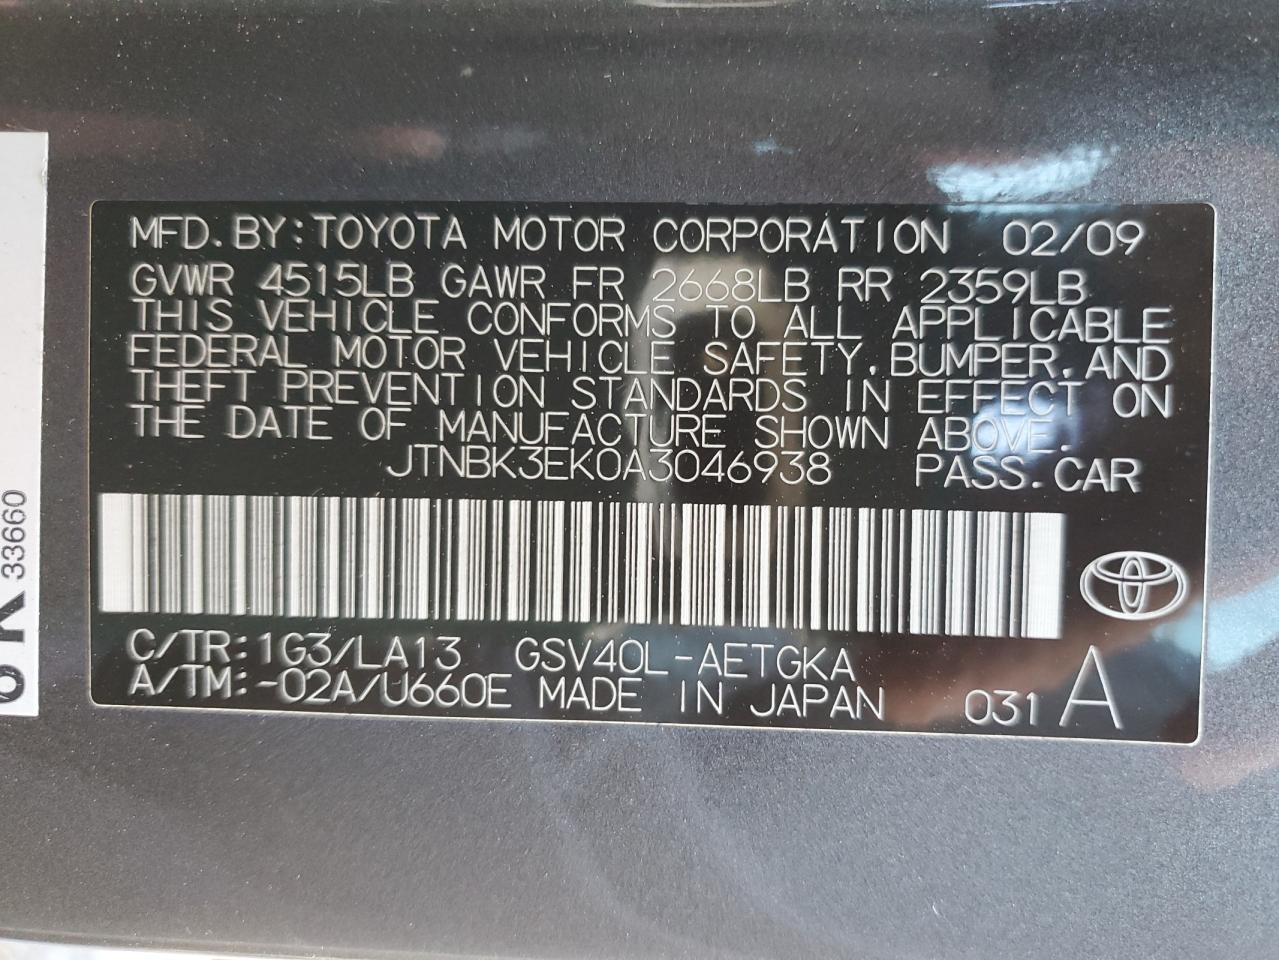 MFD.BY:TOYOTA MOTOR CORPORATION 02/09
GVWR 4515LB GAWR FR 2668LB RR 2359LB
THIS VEHICLE CONFORMS TO ALL APPLICABLE
FEDERAL MOTOR VEHICLE SAFETY,BUMPER,AND
THEFT PREVENTION STANDARDS IN EFFECT ON
THE DATE OF MANUFACTURE SHOWN ABOVE.
JTNBK3EK0A3046938 PASS.CAR
C/TR:1G3/LA13 GSV40L-AETGKA
A/TM:-02A/U660E MADE IN JAPAN 031 A
33660